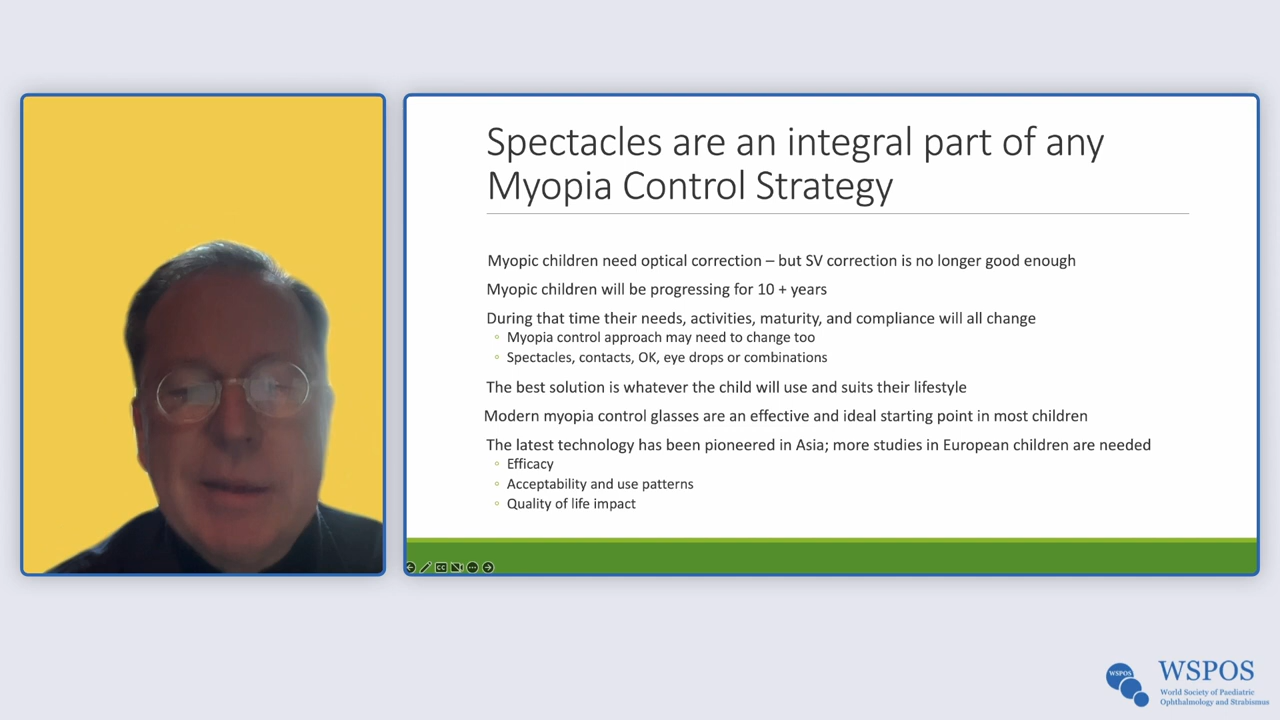 Spectacles are an integral part of any
Myopia Control Strategy
Myopic children need optical correction – but SV correction is no longer good enough
Myopic children will be progressing for 10 + years
During that time their needs, activities, maturity, and compliance will all change
◦ Myopia control approach may need to change too
◦ Spectacles, contacts, OK, eye drops or combinations
The best solution is whatever the child will use and suits their lifestyle
Modern myopia control glasses are an effective and ideal starting point in most children
The latest technology has been pioneered in Asia; more studies in European children are needed
◦ Efficacy
◦ Acceptability and use patterns
◦ Quality of life impact
CC
WSPOS
WSPOS
World Society of Paediatric
Ophthalmology and Strabismus